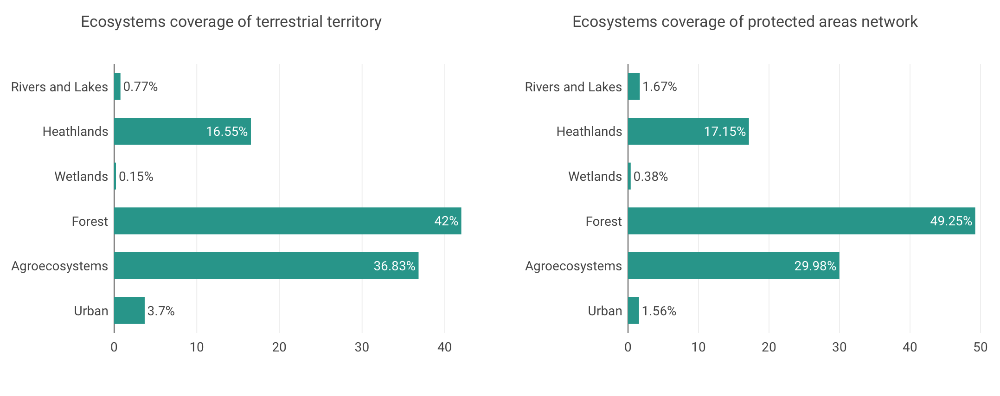 Ecosystems coverage of terrestrial territory
Rivers and Lakes 0.77%
Heathlands 16.55%
Wetlands 0.15%
Forest 42%
Agroecosystems 36.83%
Urban 3.7%
0 10 20 30 40
Ecosystems coverage of protected areas network
Rivers and Lakes 1.67%
Heathlands 17.15%
Wetlands 0.38%
Forest 49.25%
Agroecosystems 29.98%
Urban 1.56%
0 10 20 30 40 50